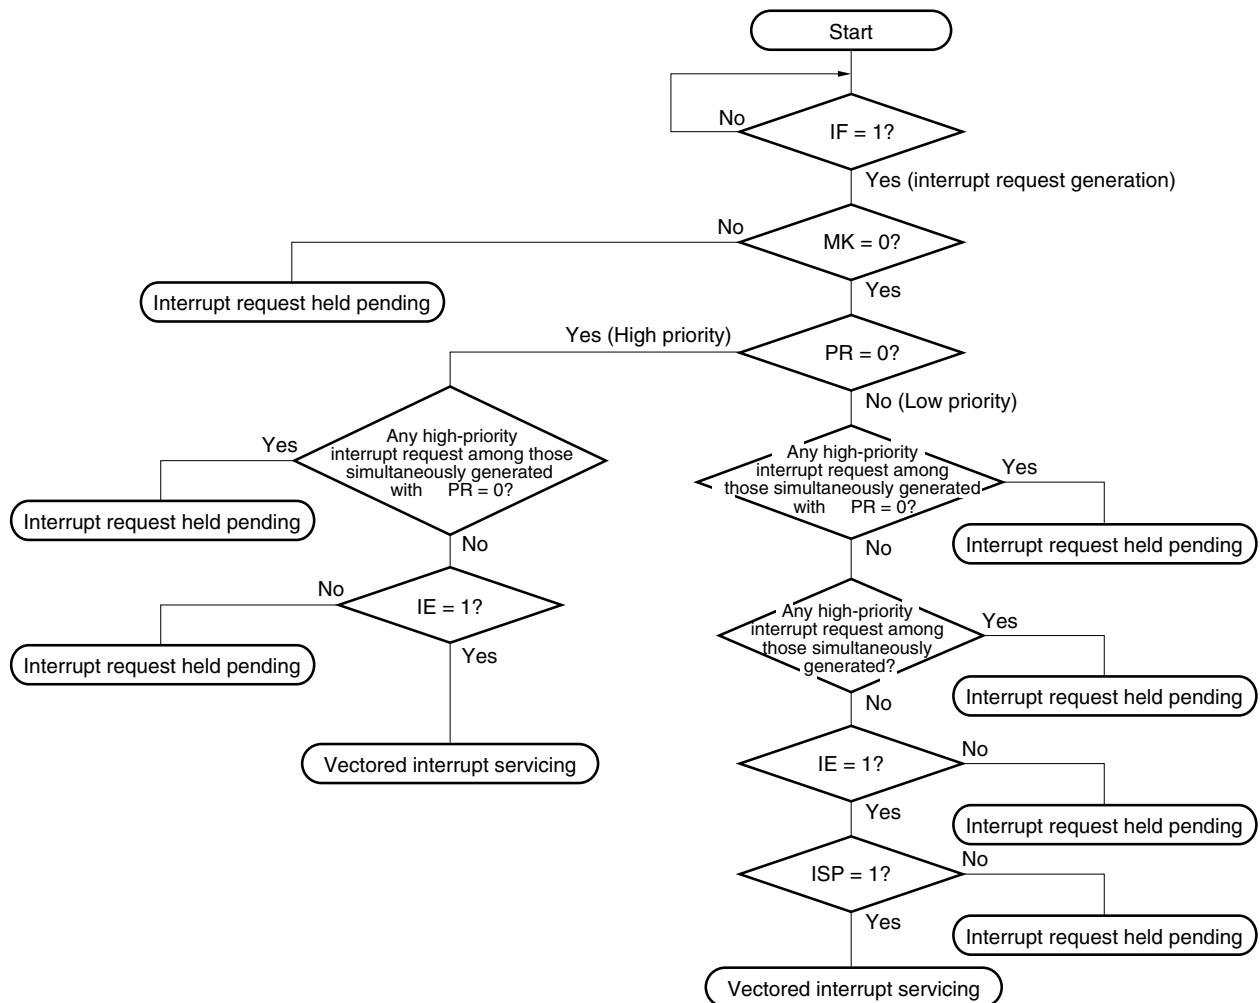 Start
No
IF = 1?
Yes (interrupt request generation)
No
MK = 0?
Interrupt request held pending
Yes
Yes (High priority)
PR = 0?
No (Low priority)
Yes
Any high-priority
interrupt request among those
simultaneously generated
with PR = 0?
Any high-priority
interrupt request among
those simultaneously generated
with PR = 0?
Yes
Interrupt request held pending
Interrupt request held pending
No
No
No
IE = 1?
Any high-priority
interrupt request among
those simultaneously
generated?
Yes
Interrupt request held pending
Yes
Interrupt request held pending
No
Vectored interrupt servicing
IE = 1?
No
Yes
Interrupt request held pending
ISP = 1?
No
Yes
Interrupt request held pending
Vectored interrupt servicing